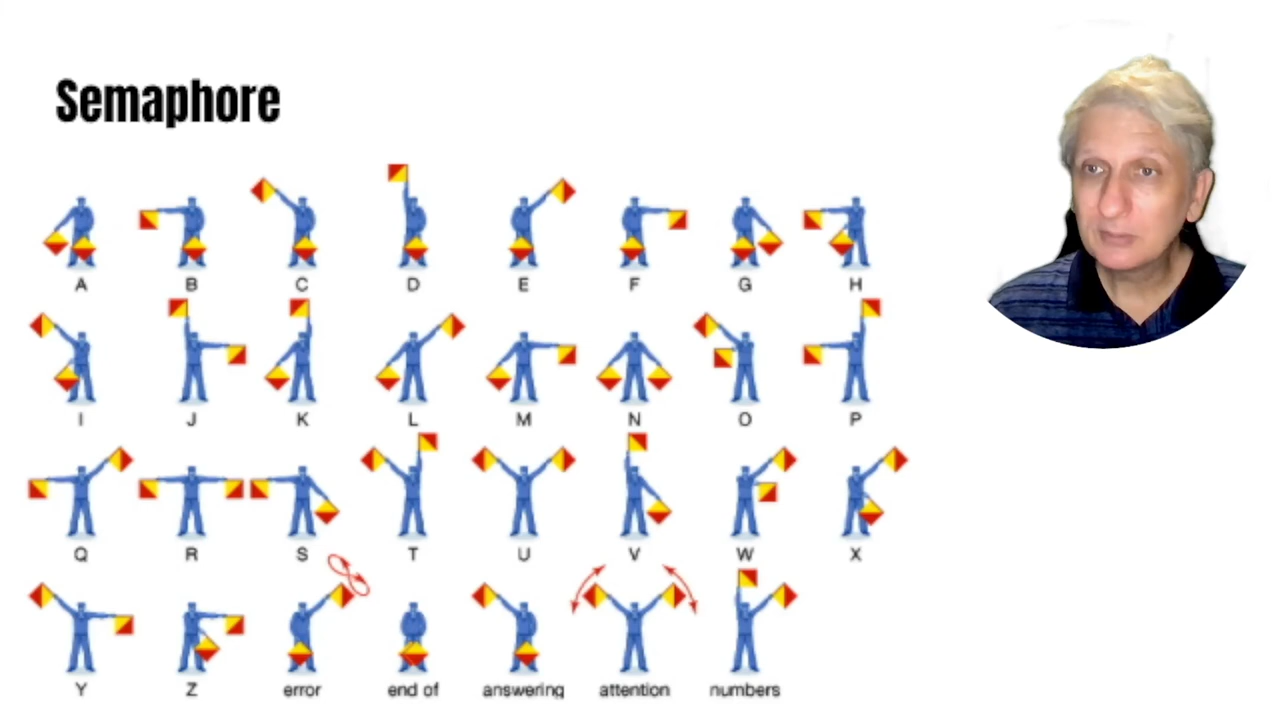 Semaphore
A B C D E F G H
I J K L M N O P
Q R S T U V W X
Y Z error end of answering attention numbers